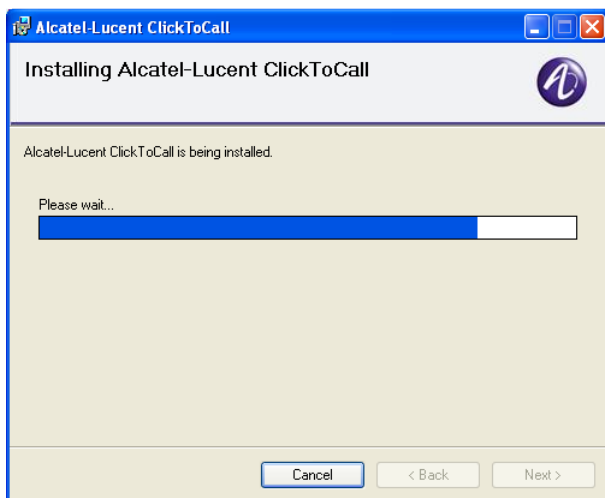 Alcatel-Lucent ClickToCall
Installing Alcatel-Lucent ClickToCall
Alcatel-Lucent ClickToCall is being installed.
Please wait...
Cancel
< Back
Next >